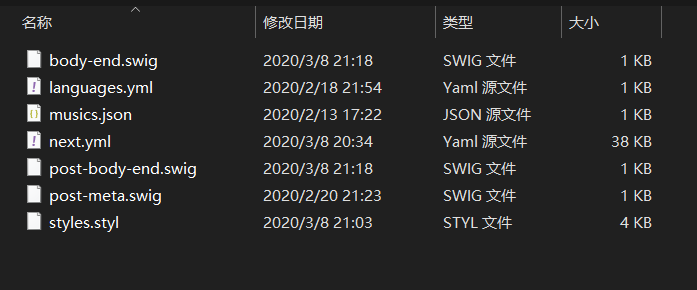 名称 修改日期 类型 大小
body-end.swig 2020/3/8 21:18 SWIG 文件 1 KB
languages.yml 2020/2/18 21:54 Yaml 源文件 1 KB
musics.json 2020/2/13 17:22 JSON 源文件 1 KB
next.yml 2020/3/8 20:34 Yaml 源文件 38 KB
post-body-end.swig 2020/3/8 21:18 SWIG 文件 1 KB
post-meta.swig 2020/2/20 21:23 SWIG 文件 1 KB
styles.styl 2020/3/8 21:03 STYL 文件 4 KB